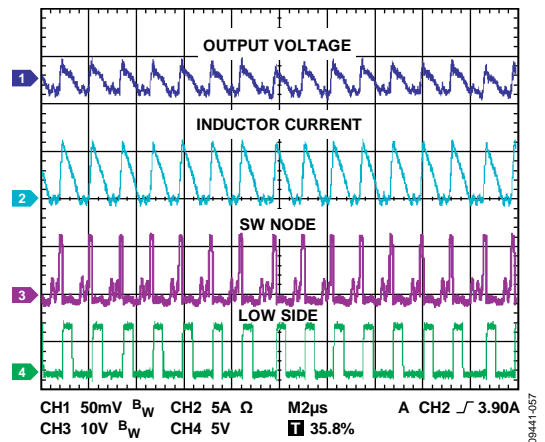 OUTPUT VOLTAGE
1
INDUCTOR CURRENT
2
SW NODE
3
LOW SIDE
4
CH1 50mV BW CH2 5A Ω M2µs A CH2 3.90A
CH3 10V BW CH4 5V T 35.8%
09441-057